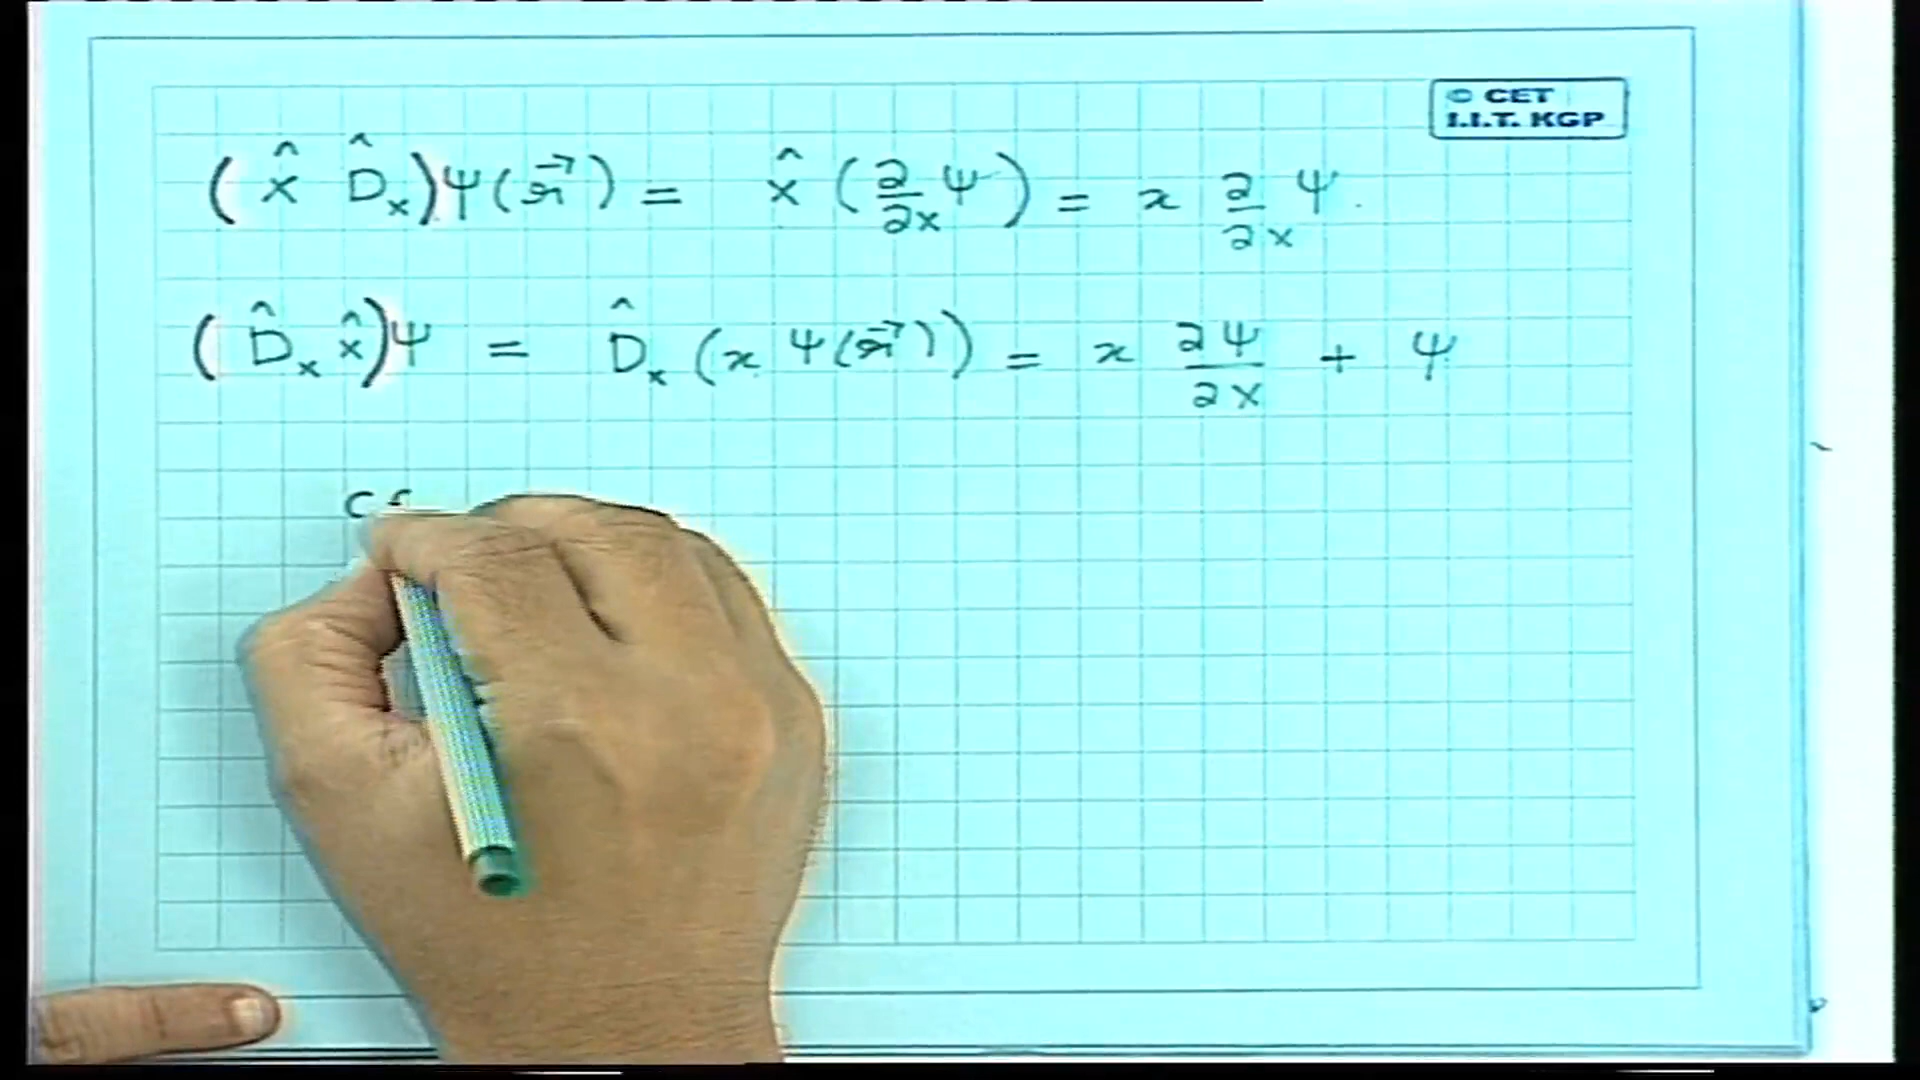 © CET
I.I.T. KGP
(x̂ D̂ₓ)ψ(r⃗) = x̂(∂/∂x ψ) = x ∂/∂x ψ.
(D̂ₓ x̂)ψ = D̂ₓ(x ψ(r⃗)) = x ∂ψ/∂x + ψ